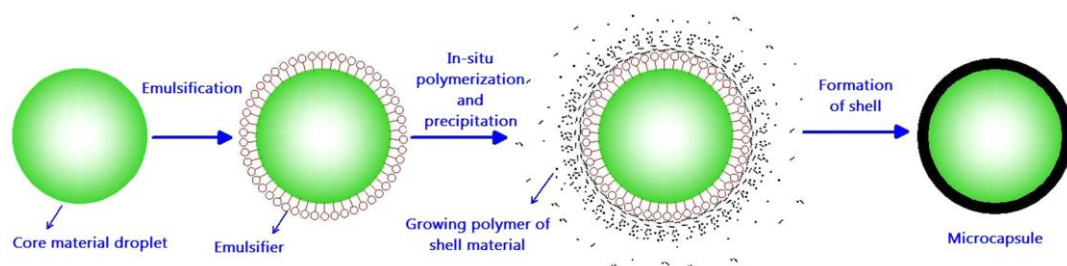 Emulsification
In-situ
polymerization
and
precipitation
Formation
of shell
Core material droplet
Emulsifier
Growing polymer of
shell material
Microcapsule